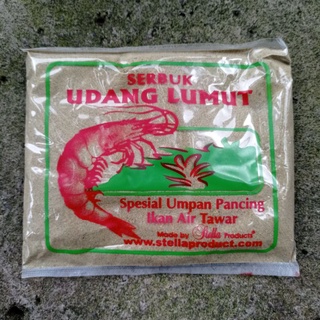 SERBUK
UDANG LUMUT
Spesial Umpan Pancing
Ikan Air Tawar
Made by Stella Products
www.stellaproduct.com